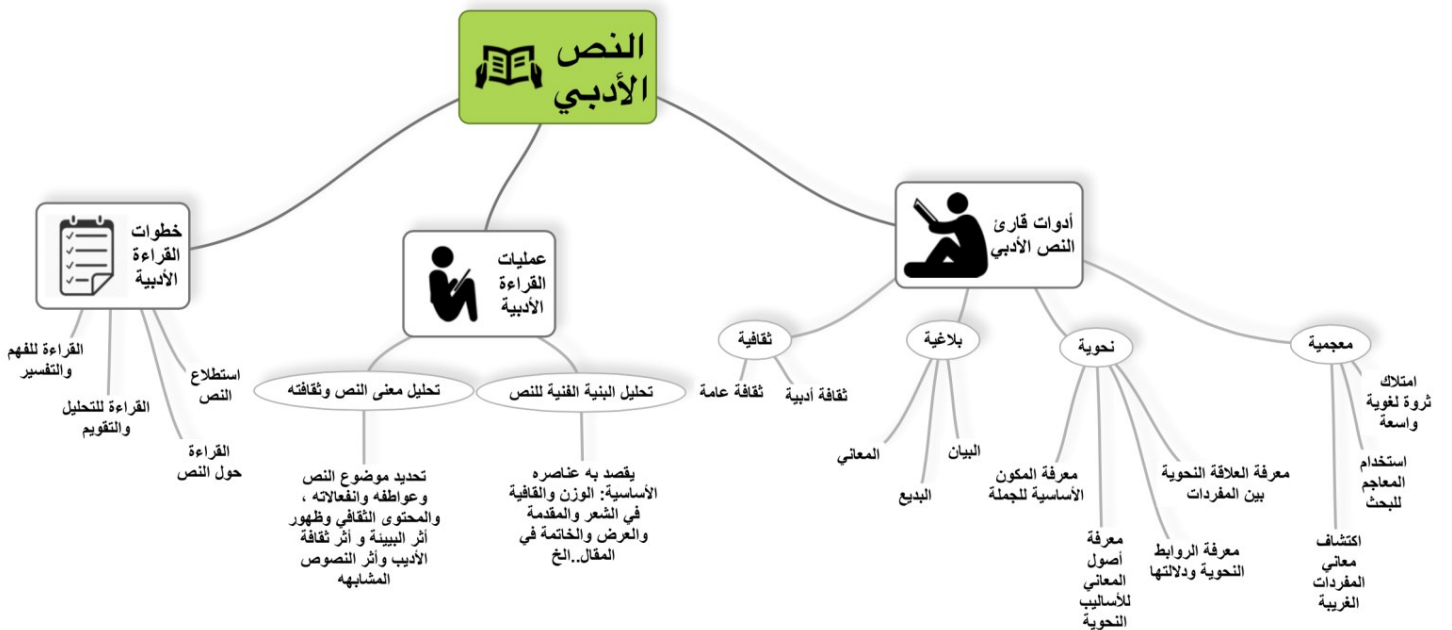 النص
الأدبي
أدوات قارئ
النص الأدبي
معجمية
امتلاك
ثروة لغوية
واسعة
استخدام
المعاجم
للبحث
اكتشاف
معاني
المفردات
الغريبة
نحوية
معرفة العلاقة النحوية
بين المفردات
معرفة الروابط
النحوية ودلالتها
معرفة
أصول
المعاني
للأساليب
النحوية
معرفة المكون
الأساسية للجملة
بلاغية
البيان
البديع
المعاني
ثقافية
ثقافة أدبية
ثقافة عامة
عمليات
القراءة
الأدبية
تحليل البنية الفنية للنص
يقصد به عناصره
الأساسية: الوزن والقافية
في الشعر والمقدمة
والعرض والخاتمة في
المقال..الخ
تحليل معنى النص وثقافته
تحديد موضوع النص
وعواطفه وانفعالاته ،
والمحتوى الثقافي وظهور
أثر البييئة و أثر ثقافة
الأديب وأثر النصوص
المشابهه
خطوات
القراءة
الأدبية
استطلاع
النص
القراءة
حول النص
القراءة للتحليل
والتقويم
القراءة للفهم
والتفسير